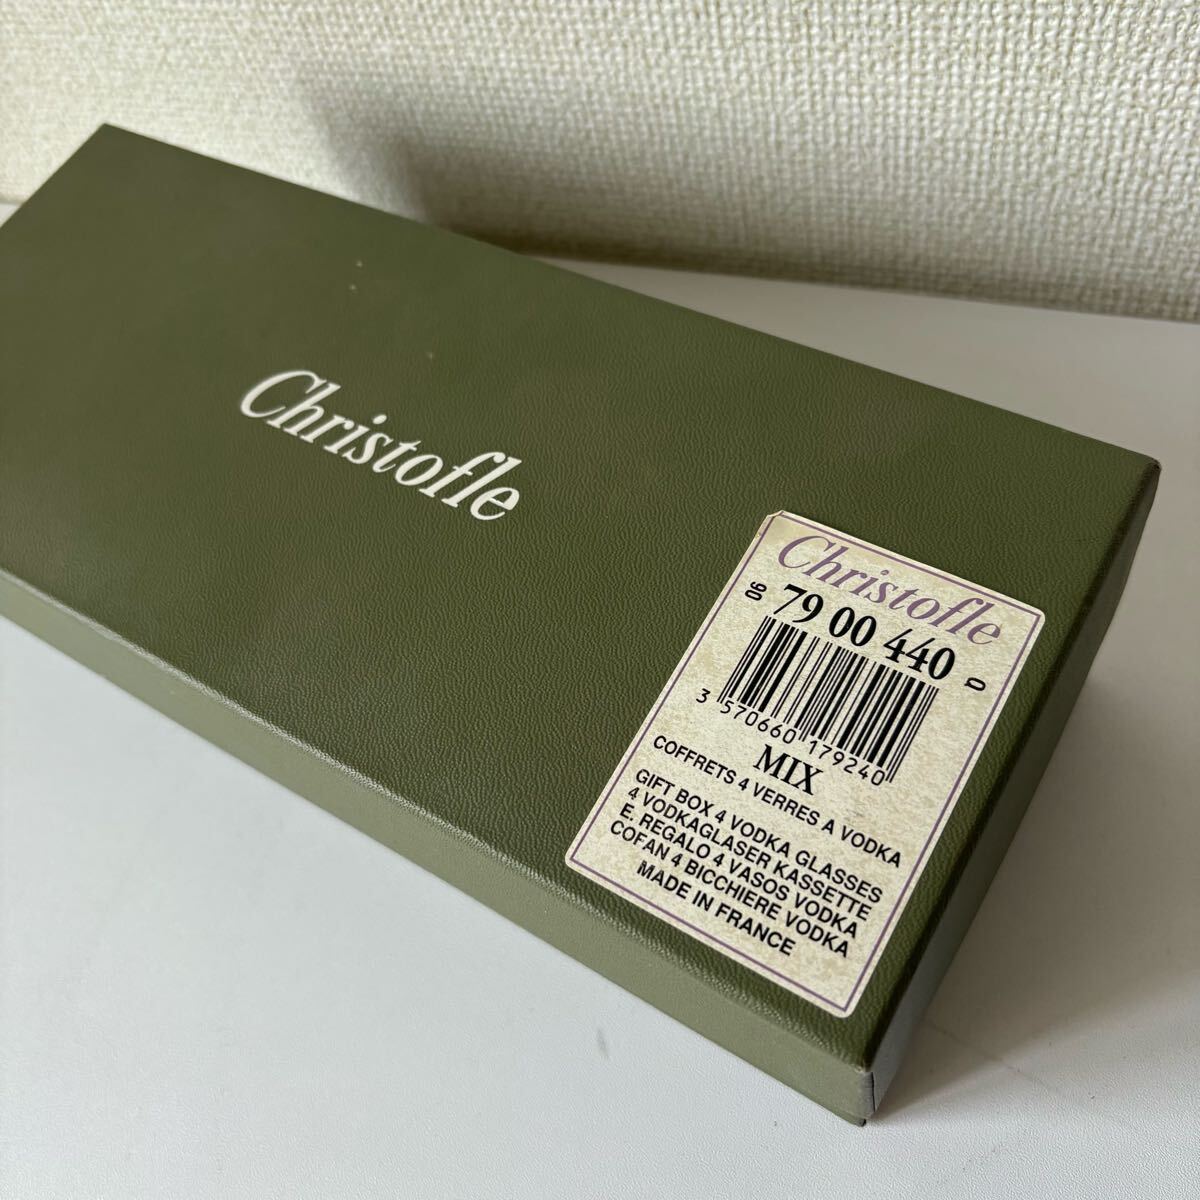 Christofle
Christofle
06 79 00 440 D
3 570660 179240
MIX
COFFRETS 4 VERRES A VODKA
GIFT BOX 4 VODKA GLASSES
4 VODKAGLASER KASSETTE
E. REGALO 4 VASOS VODKA
COFAN 4 BICCHIERE VODKA
MADE IN FRANCE